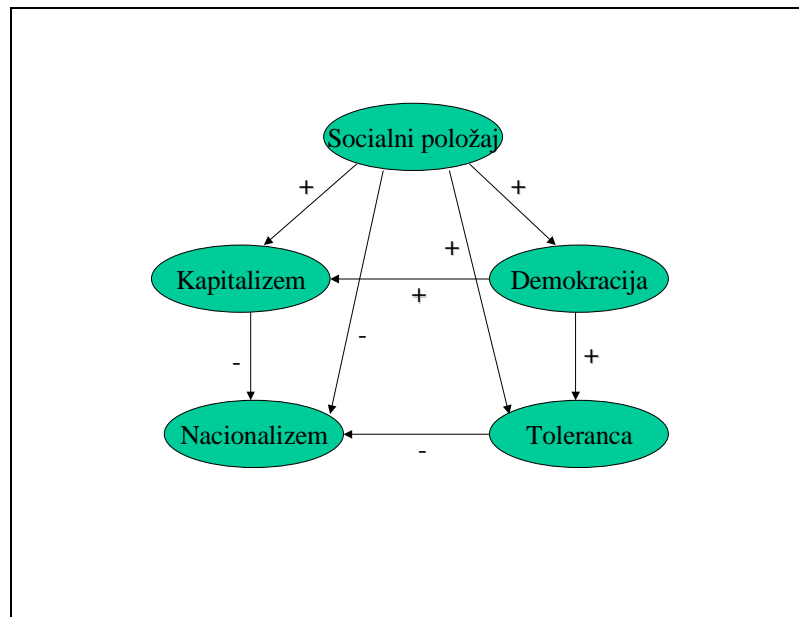 Socialni položaj
+
+
+
Kapitalizem
Demokracija
+
-
-
+
Nacionalizem
Toleranca
-